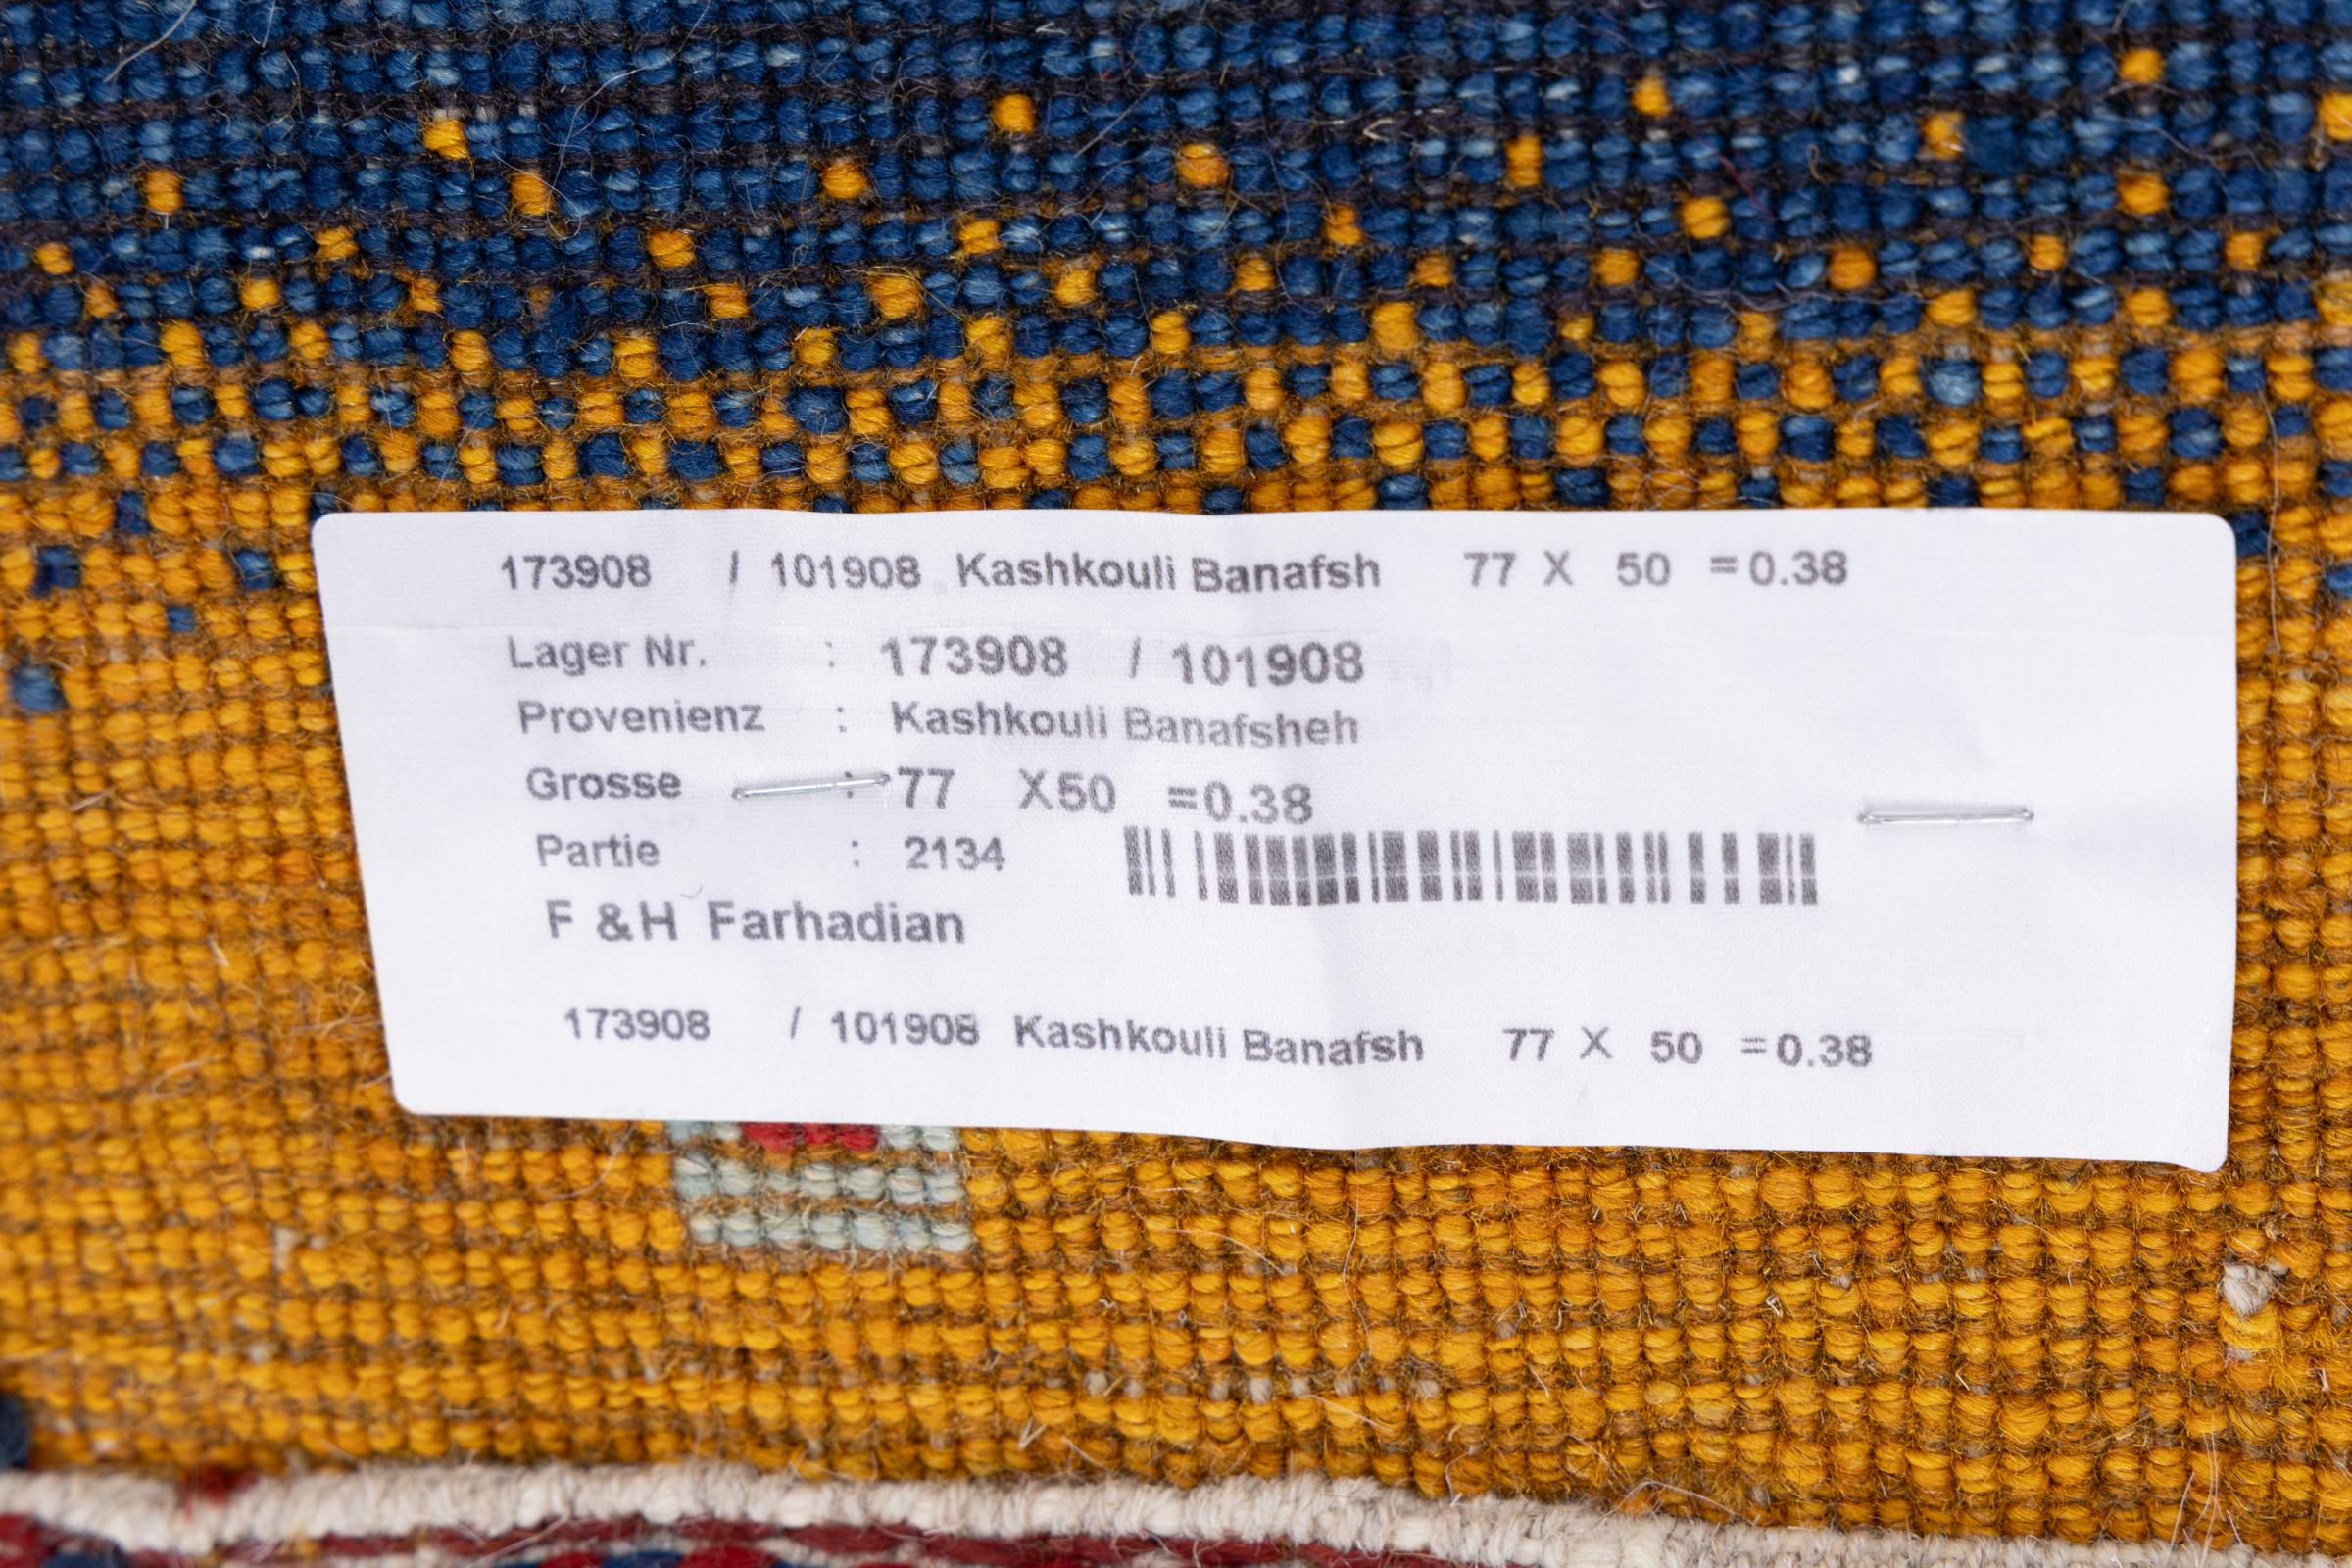 173908 / 101908 Kashkouli Banafsh 77 X 50 =0.38
Lager Nr. : 173908 / 101908
Provenienz : Kashkouli Banafsheh
Grosse : 77 X50 =0.38
Partie : 2134
F &H Farhadian
173908 / 101908 Kashkouli Banafsh 77 X 50 =0.38